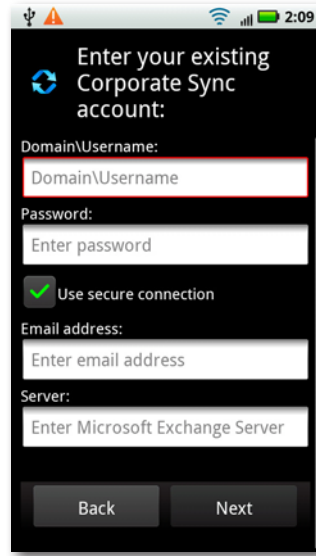 2:09
Enter your existing
Corporate Sync
account:
Domain\Username:
Domain\Username
Password:
Enter password
Use secure connection
Email address:
Enter email address
Server:
Enter Microsoft Exchange Server
Back Next